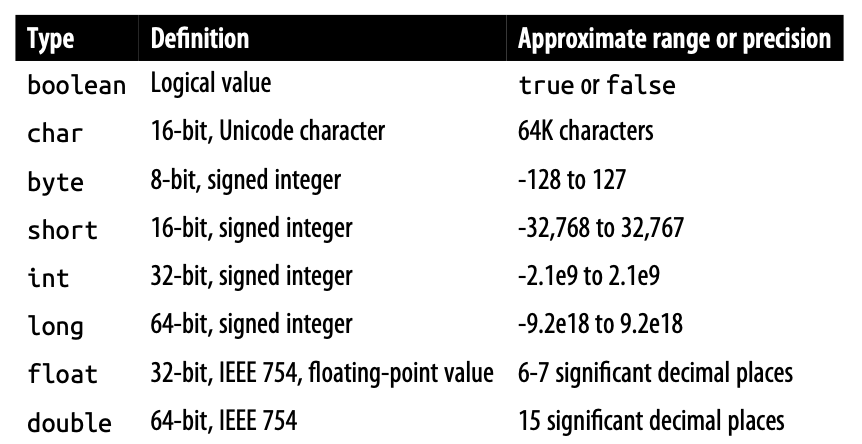 Type Definition Approximate range or precision
boolean Logical value true or false
char 16-bit, Unicode character 64K characters
byte 8-bit, signed integer -128 to 127
short 16-bit, signed integer -32,768 to 32,767
int 32-bit, signed integer -2.1e9 to 2.1e9
long 64-bit, signed integer -9.2e18 to 9.2e18
float 32-bit, IEEE 754, floating-point value 6-7 significant decimal places
double 64-bit, IEEE 754 15 significant decimal places